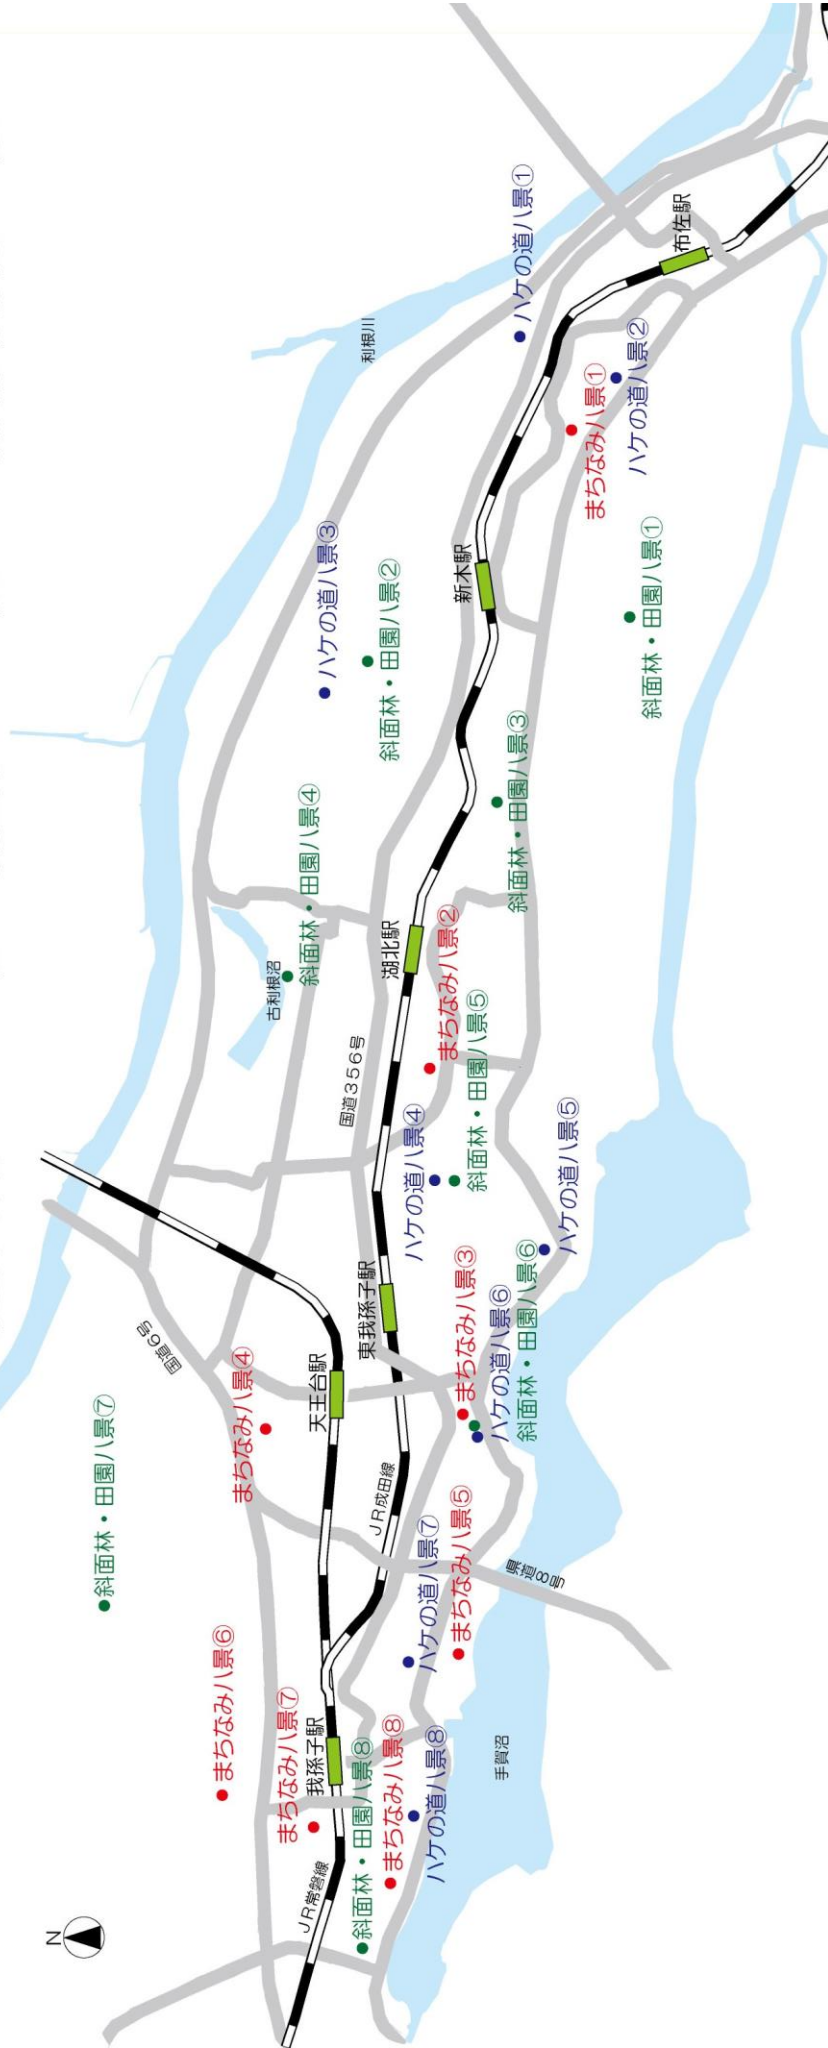 N
JR常磐線
斜面林・田園八景⑧
まちなみ八景⑧
ハケの道八景⑧
まちなみ八景⑦
我孫子駅
まちなみ八景⑥
手賀沼
ハケの道八景⑦
まちなみ八景⑤
斜面林・田園八景⑦
県道8号
JR成田線
まちなみ八景④
天王台駅
国道6号
東我孫子駅
まちなみ八景③
ハケの道八景⑥
斜面林・田園八景⑥
ハケの道八景⑤
ハケの道八景④
斜面林・田園八景⑤
まちなみ八景②
国道356号
古利根沼
斜面林・田園八景④
湖北駅
斜面林・田園八景③
ハケの道八景③
斜面林・田園八景②
新木駅
斜面林・田園八景①
まちなみ八景①
ハケの道八景②
利根川
ハケの道八景①
布佐駅